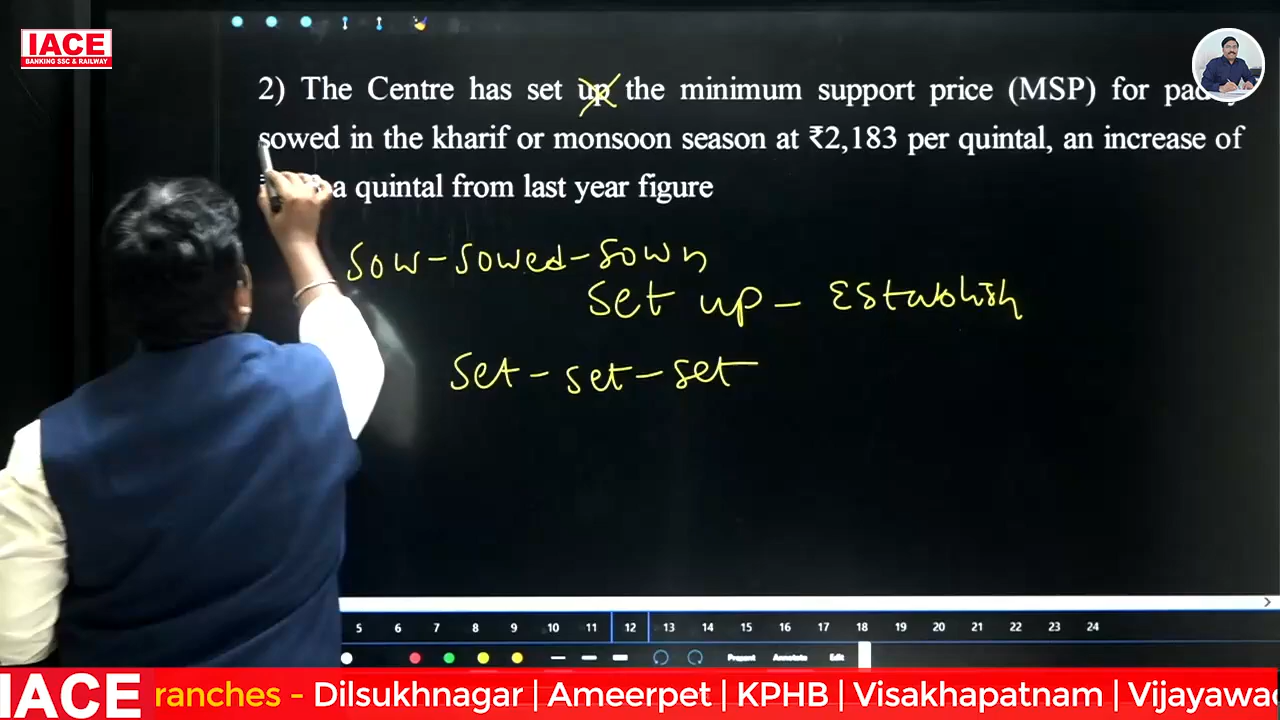 IACE
BANKING SSC & RAILWAY
2) The Centre has set up the minimum support price (MSP) for
sowed in the kharif or monsoon season at ₹2,183 per quintal, an increase of
a quintal from last year figure
Sow - Sowed - Sown
Set up - Establish
Set - set - set
5 6 7 8 9 10 11 12 13 14 15 16 17 18 19 20 21 22 23 24
Present Annotate Edit
IACE ranches - Dilsukhnagar | Ameerpet | KPHB | Visakhapatnam |